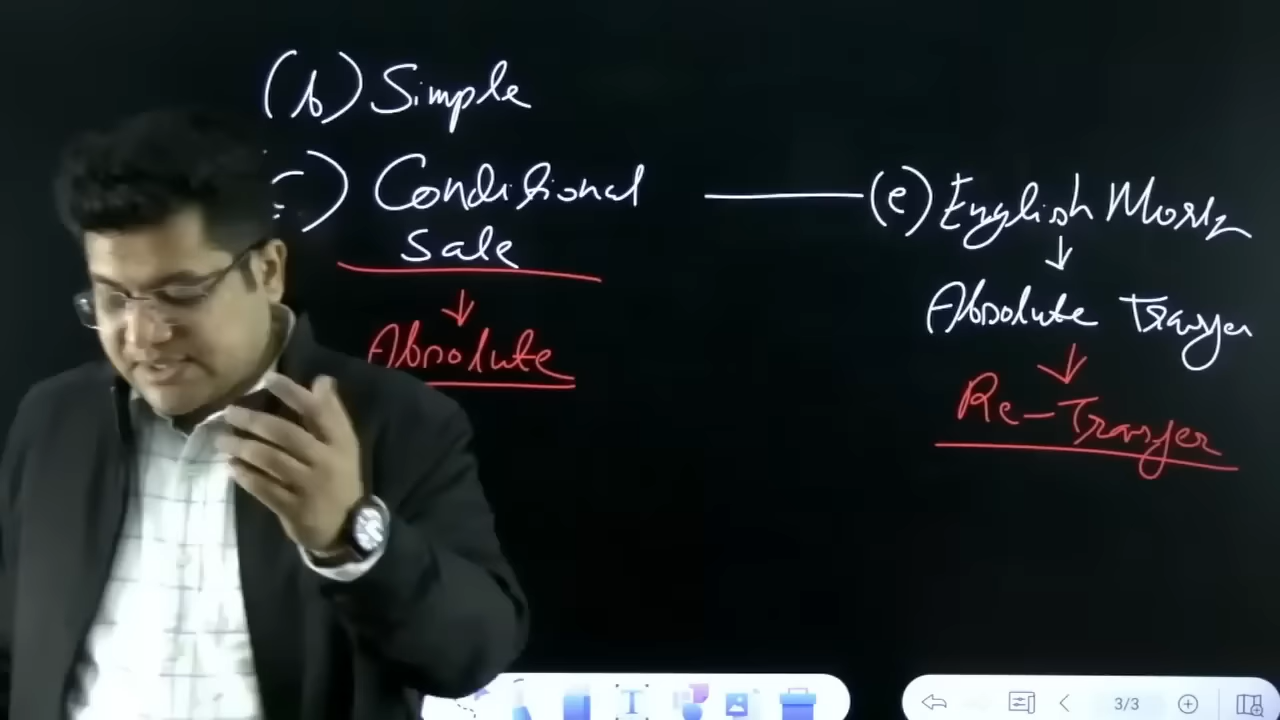 (b) Simple
c) Conditional
Sale
Absolute
(e) English Mortg
Absolute Transfer
Re-Transfer
T
3/3